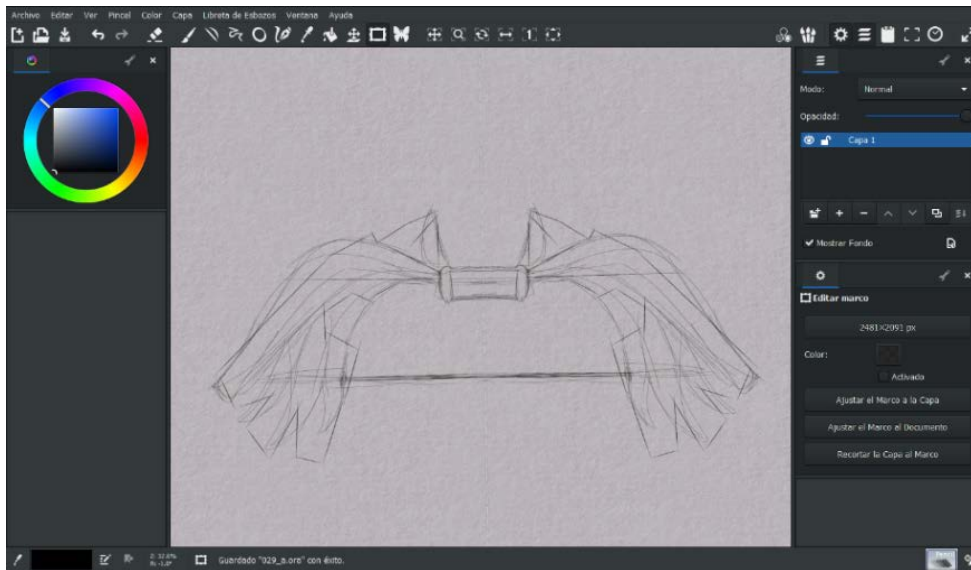 Archivo Editar Ver Pincel Color Capa Libreta de Esbozos Ventana Ayuda
Modo: Normal
Opacidad:
Capa 1
Mostrar Fondo
Editar marco
2481×2091 px
Color:
Activado
Ajustar el Marco a la Capa
Ajustar el Marco al Documento
Recortar la Capa al Marco
Guardado "029_a.ora" con éxito.